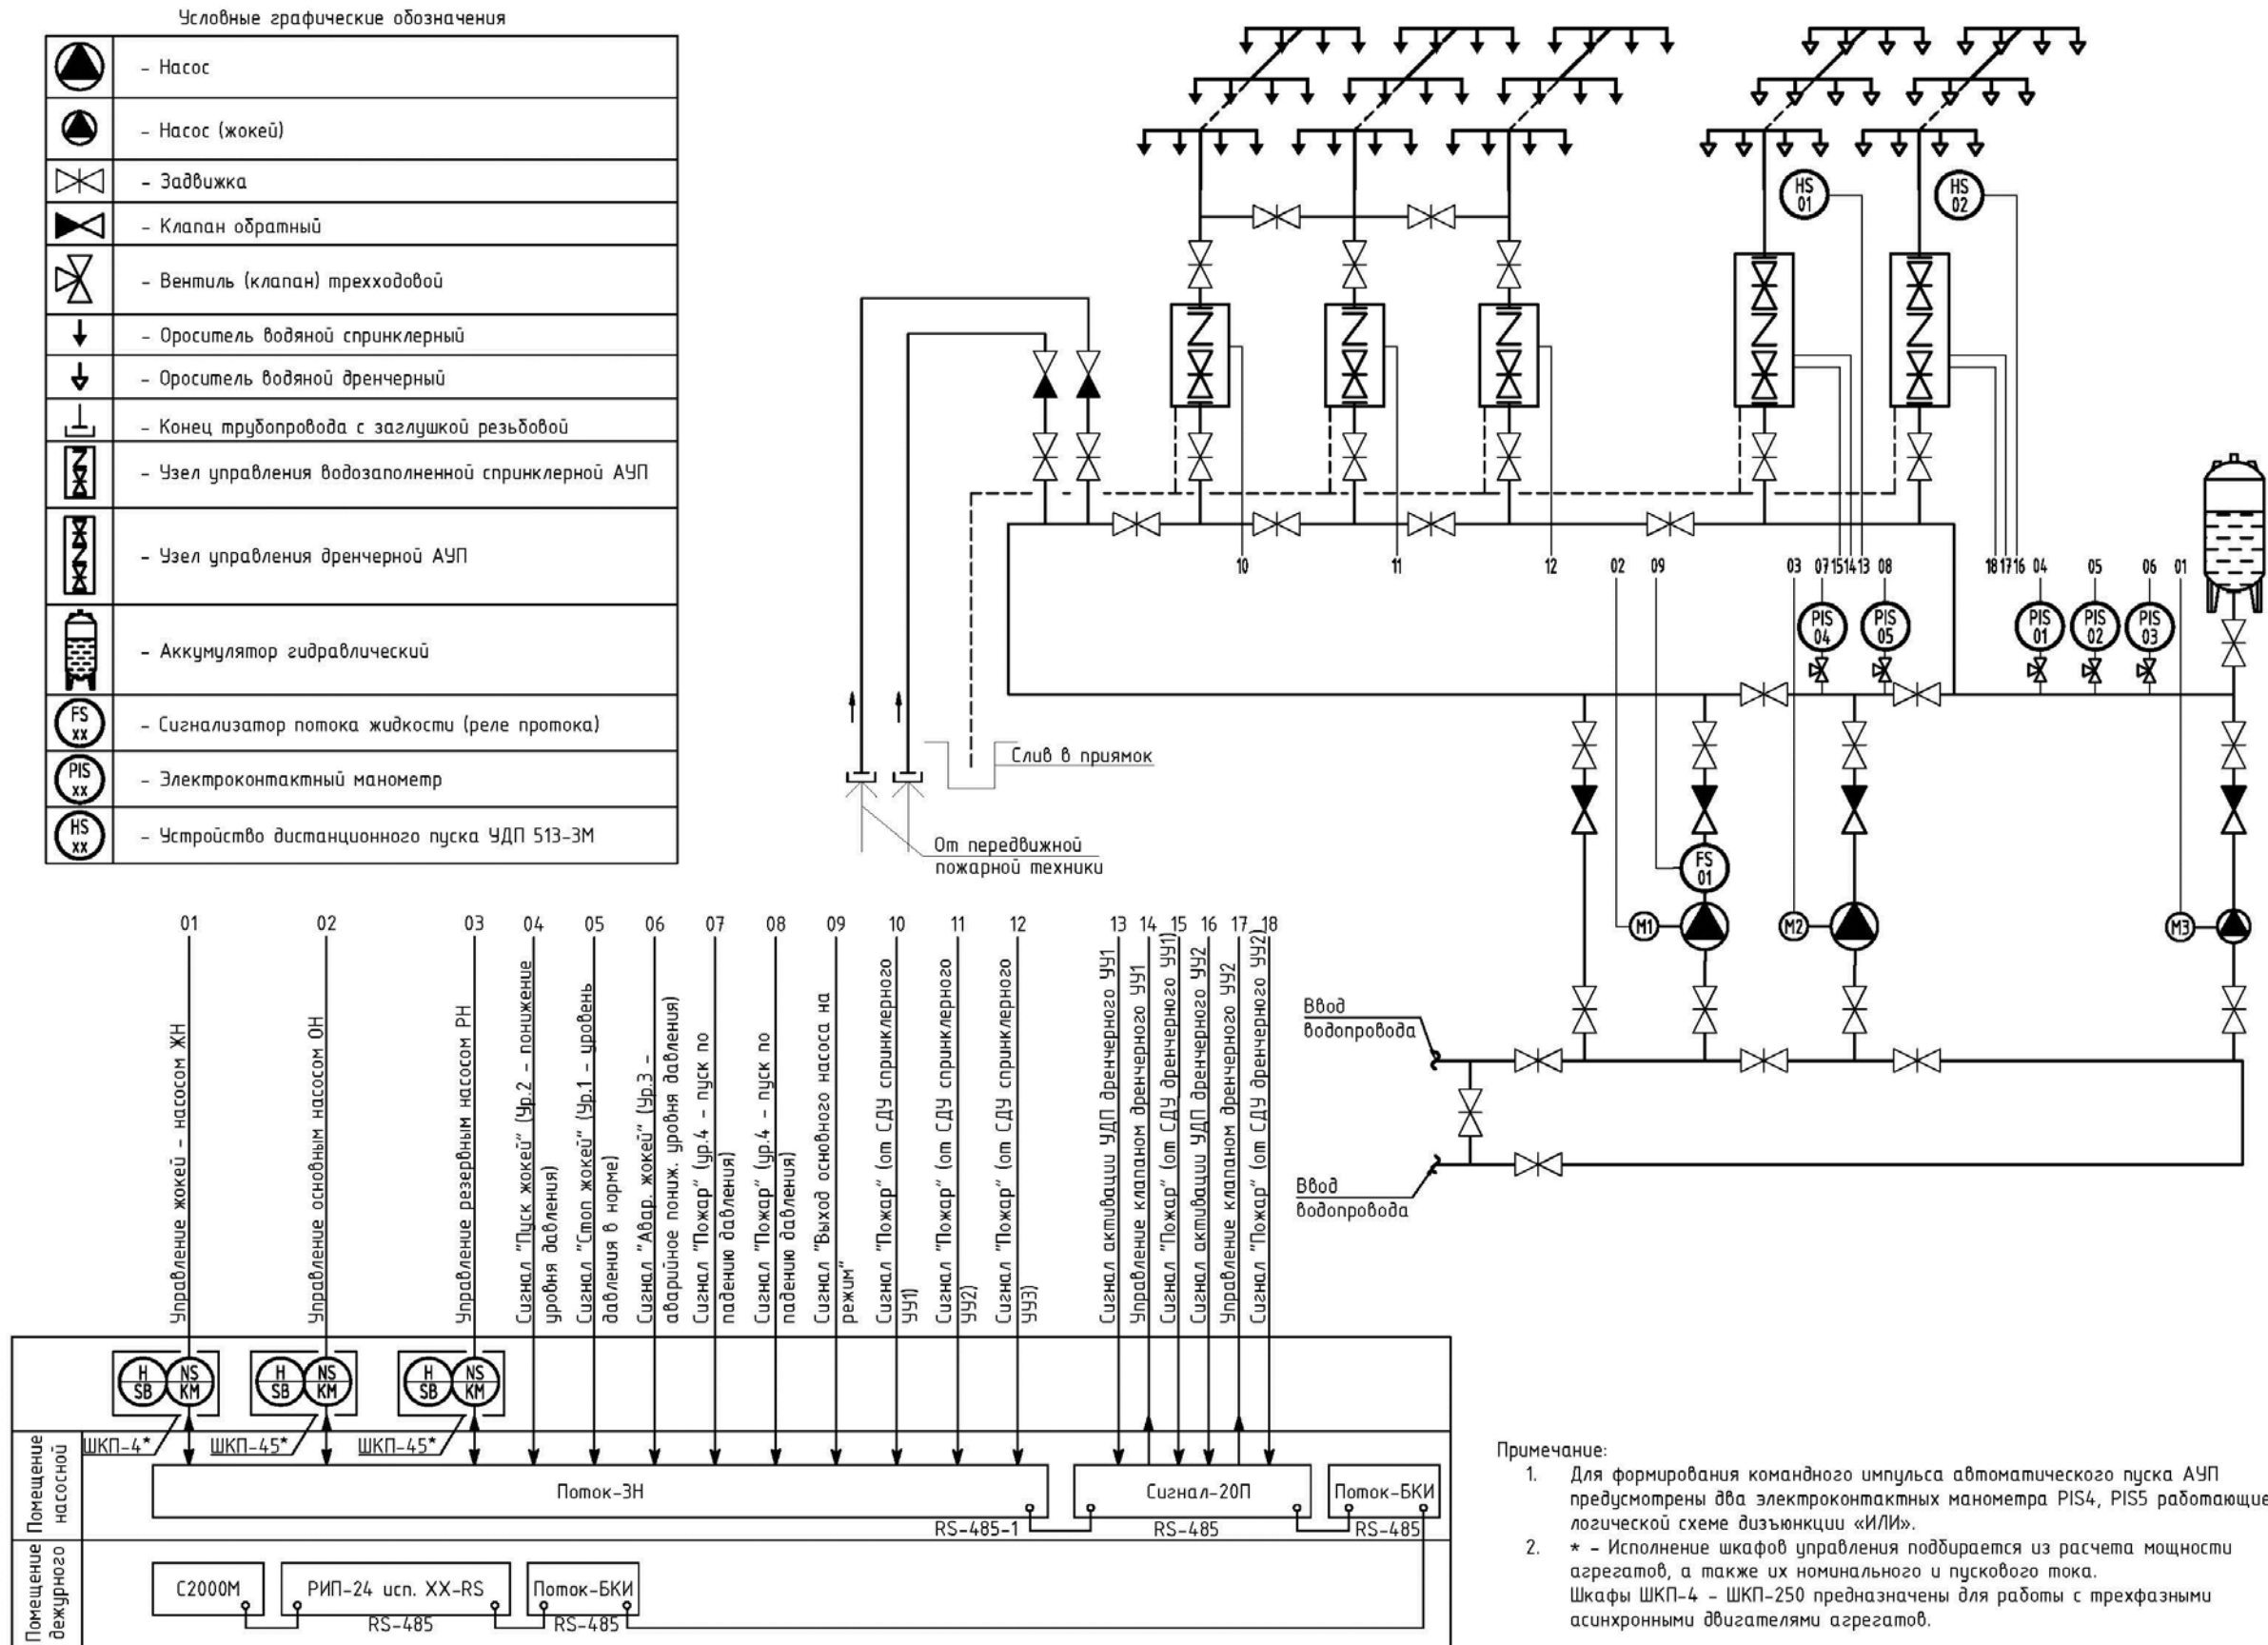 Условные графические обозначения
- Насос
- Насос (жокей)
- Задвижка
- Клапан обратный
- Вентиль (клапан) трехходовой
- Ороситель водяной спринклерный
- Ороситель водяной дренчерный
- Конец трубопровода с заглушкой резьбовой
- Узел управления водозаполненной спринклерной АУП
- Узел управления дренчерной АУП
- Аккумулятор гидравлический
FS
xx
- Сигнализатор потока жидкости (реле протока)
PIS
xx
- Электроконтактный манометр
HS
xx
- Устройство дистанционного пуска УДП 513-3М
HS
01
HS
02
10
11
12
02
09
03
07
15
14
13
08
18
17
16
04
05
06
01
PIS
04
PIS
05
PIS
01
PIS
02
PIS
03
Слив в приямок
От передвижной
пожарной техники
FS
01
М1
М2
М3
Ввод
водопровода
Ввод
водопровода
01
Управление жокей - насосом ЖН
02
Управление основным насосом ОН
03
Управление резервным насосом РН
04
Сигнал "Пуск жокей" (Ур.2 - понижение
уровня давления)
05
Сигнал "Стоп жокей" (Ур.1 - уровень
давления в норме)
06
Сигнал "Авар. жокей" (Ур.3 -
аварийное пониж. уровня давления)
07
Сигнал "Пожар" (ур.4 - пуск по
падению давления)
08
Сигнал "Пожар" (ур.4 - пуск по
падению давления)
09
Сигнал "Выход основного насоса на
режим"
10
Сигнал "Пожар" (от СДУ спринклерного
УУ1)
11
Сигнал "Пожар" (от СДУ спринклерного
УУ2)
12
Сигнал "Пожар" (от СДУ спринклерного
УУ3)
13
Сигнал активации УДП дренчерного УУ1
14
Управление клапаном дренчерного УУ1
15
Сигнал "Пожар" (от СДУ дренчерного УУ1)
16
Сигнал активации УДП дренчерного УУ2
17
Управление клапаном дренчерного УУ2
18
Сигнал "Пожар" (от СДУ дренчерного УУ2)
H
SB
NS
КМ
H
SB
NS
КМ
H
SB
NS
КМ
ШКП-4*
ШКП-45*
ШКП-45*
Помещение
насосной
Поток-3Н
Сигнал-20П
Поток-БКИ
RS-485-1
RS-485
RS-485
Помещение
дежурного
С2000М
РИП-24 исп. XX-RS
Поток-БКИ
RS-485
RS-485
Примечание:
1. Для формирования командного импульса автоматического пуска АУП
предусмотрены два электроконтактных манометра PIS4, PIS5 работающие
логической схеме дизъюнкции «ИЛИ».
2. * - Исполнение шкафов управления подбирается из расчета мощности
агрегатов, а также их номинального и пускового тока.
Шкафы ШКП-4 - ШКП-250 предназначены для работы с трехфазными
асинхронными двигателями агрегатов.